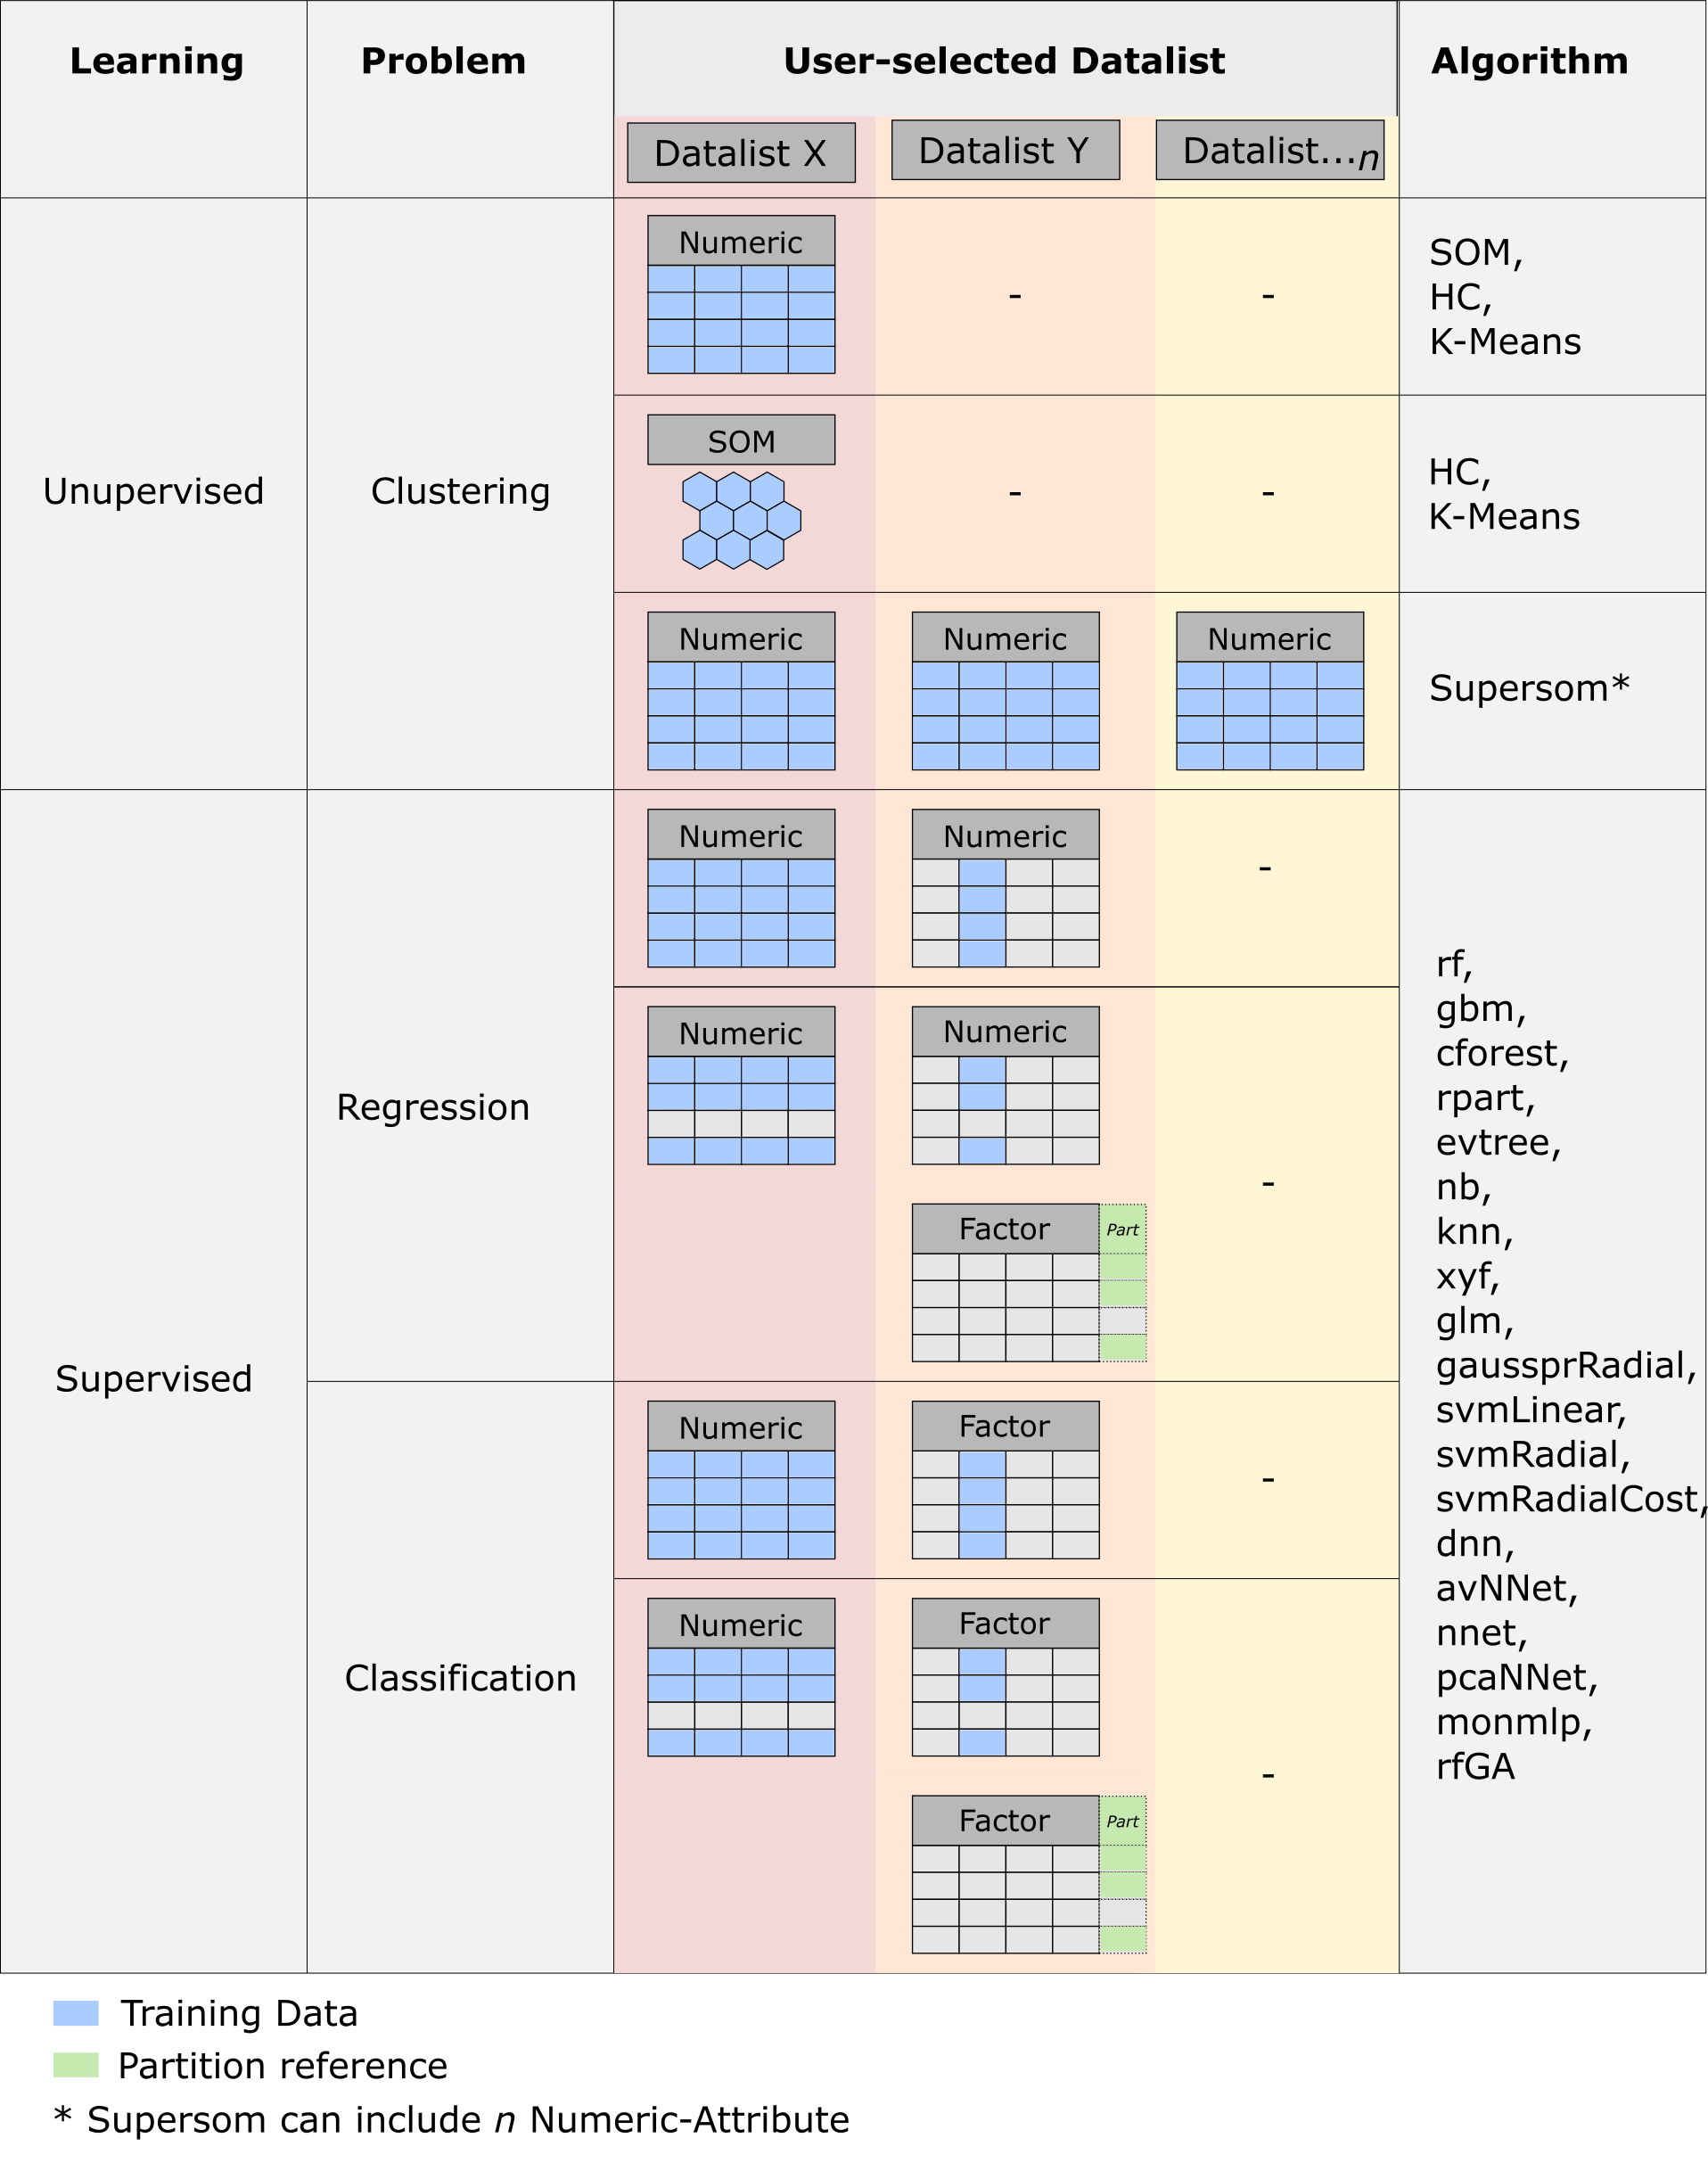 Learning
Problem
User-selected Datalist
Algorithm
Datalist X
Datalist Y
Datalist...n
Unupervised
Clustering
Numeric
-
-
SOM,
HC,
K-Means
SOM
-
-
HC,
K-Means
Numeric
Numeric
Numeric
Supersom*
Supervised
Regression
Numeric
Numeric
-
Numeric
Numeric
-
Factor
Part
Classification
Numeric
Factor
-
Numeric
Factor
-
Factor
Part
rf,
gbm,
cforest,
rpart,
evtree,
nb,
knn,
xyf,
glm,
gaussprRadial,
svmLinear,
svmRadial,
svmRadialCost,
dnn,
avNNet,
nnet,
pcaNNet,
monmlp,
rfGA
Training Data
Partition reference
* Supersom can include n Numeric-Attribute